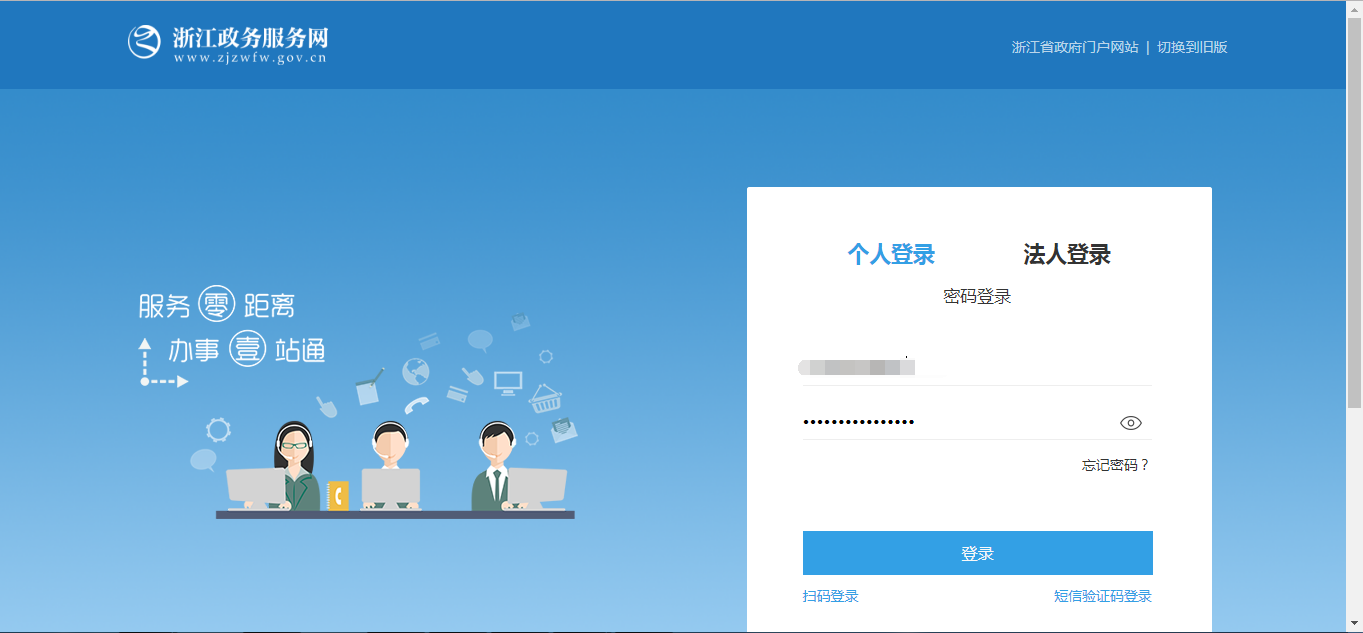 浙江政务服务网
www.zjzwfw.gov.cn
浙江省政府门户网站 | 切换到旧版
个人登录 法人登录
密码登录
服务零距离
办事壹站通
••••••••••••••••
忘记密码？
登录
扫码登录 短信验证码登录